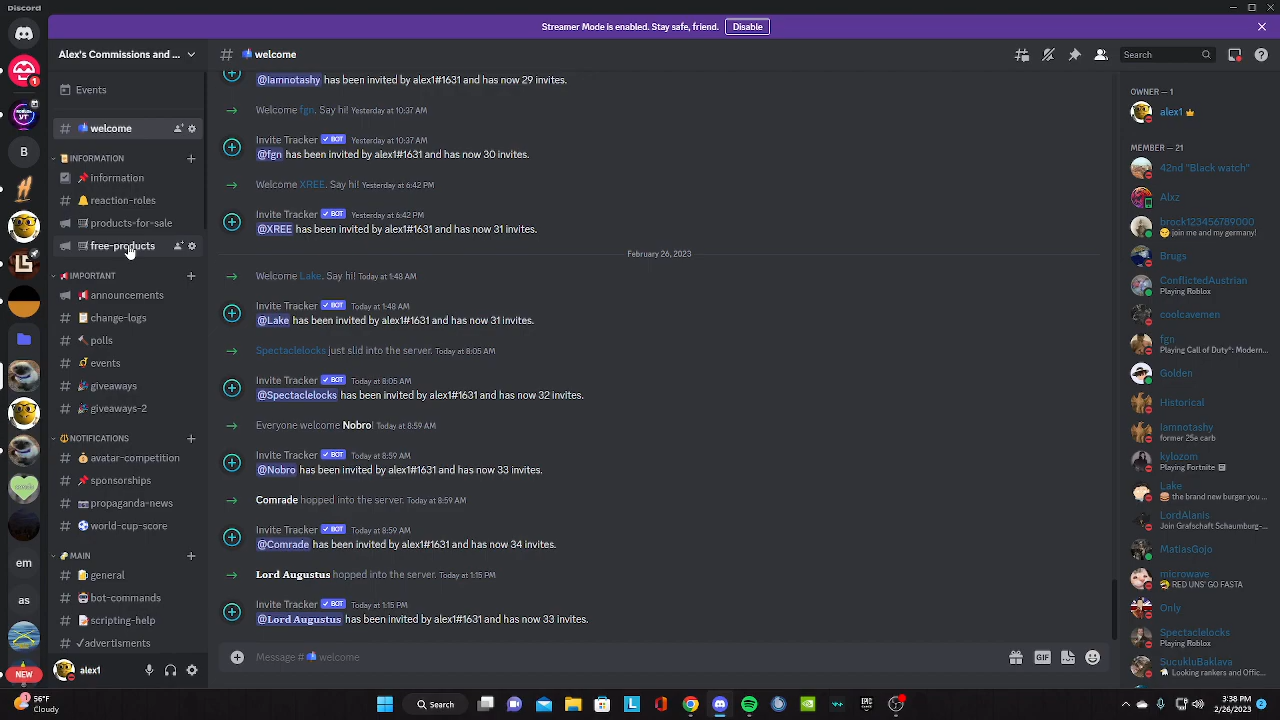 Discord
Streamer Mode is enabled. Stay safe, friend. Disable
Alex's Commissions and ...
# welcome
Search
Events
# welcome
INFORMATION
information
# reaction-roles
products-for-sale
free-products
IMPORTANT
announcements
# change-logs
# polls
# events
# giveaways
# giveaways-2
NOTIFICATIONS
# avatar-competition
# sponsorships
# propaganda-news
# world-cup-score
MAIN
# general
# bot-commands
# scripting-help
# advertisments
1
B
em
as
NEW
alex1
@Iamnotashy has been invited by alex1#1631 and has now 29 invites.
Welcome fgn. Say hi! Yesterday at 10:37 AM
Invite Tracker ✓ BOT Yesterday at 10:37 AM
@fgn has been invited by alex1#1631 and has now 30 invites.
Welcome XREE. Say hi! Yesterday at 6:42 PM
Invite Tracker ✓ BOT Yesterday at 6:42 PM
@XREE has been invited by alex1#1631 and has now 31 invites.
February 26, 2023
Welcome Lake. Say hi! Today at 1:48 AM
Invite Tracker ✓ BOT Today at 1:48 AM
@Lake has been invited by alex1#1631 and has now 31 invites.
Spectaclelocks just slid into the server. Today at 8:05 AM
Invite Tracker ✓ BOT Today at 8:05 AM
@Spectaclelocks has been invited by alex1#1631 and has now 32 invites.
Everyone welcome Nobro! Today at 8:59 AM
Invite Tracker ✓ BOT Today at 8:59 AM
@Nobro has been invited by alex1#1631 and has now 33 invites.
Comrade hopped into the server. Today at 8:59 AM
Invite Tracker ✓ BOT Today at 8:59 AM
@Comrade has been invited by alex1#1631 and has now 34 invites.
Lord Augustus hopped into the server. Today at 1:15 PM
Invite Tracker ✓ BOT Today at 1:15 PM
@Lord Augustus has been invited by alex1#1631 and has now 33 invites.
Message # welcome
GIF
OWNER — 1
alex1
MEMBER — 21
42nd "Black watch"
Alxz
brock123456789000
join me and my germany!
Brugs
ConflictedAustrian
Playing Roblox
coolcavemen
fgn
Playing Call of Duty®: Modern...
Golden
Historical
Iamnotashy
former 25e carb
kylozom
Playing Fortnite
Lake
the brand new burger you ...
LordAlanis
Join Grafschaft Schaumburg-...
MatiasGojo
microwave
RED UNS' GO FASTA
Only
Spectaclelocks
Playing Roblox
SucukluBaklava
Looking rankers and Offic...
56°F
Cloudy
Search
3:38 PM
2/26/2023
2